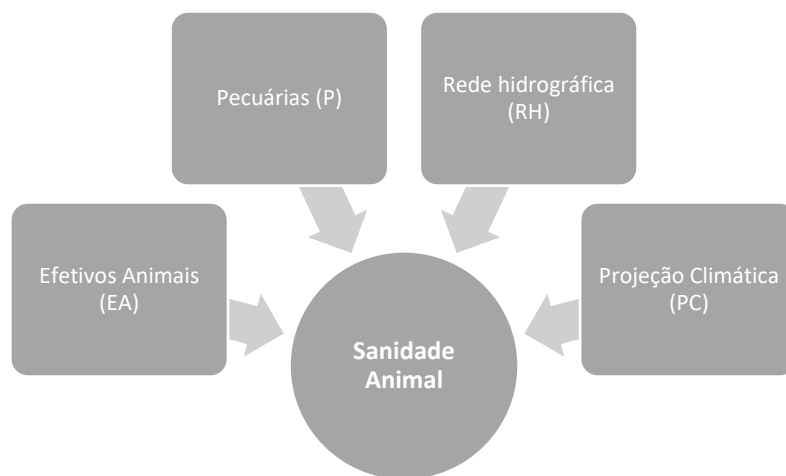 Pecuárias (P)
Rede hidrográfica
(RH)
Efetivos Animais
(EA)
Projeção Climática
(PC)
Sanidade
Animal